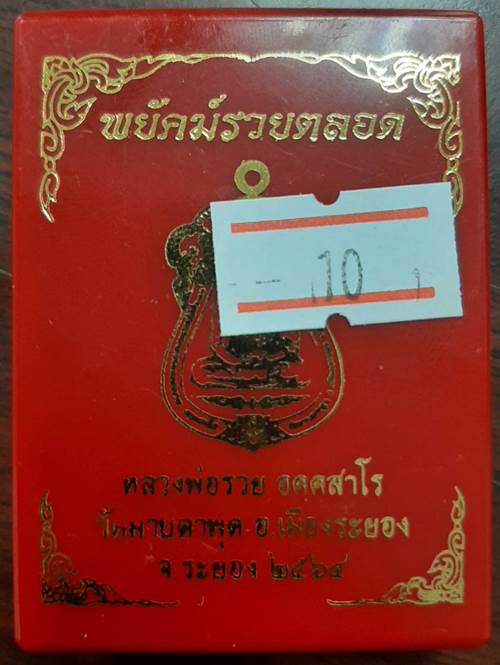 พยัคฆ์รวยตลอด
10
หลวงพ่อรวย อคฺคสาโร
วัดมาบตาพุด อ.เมืองระยอง
จ.ระยอง ๒๕๖๔